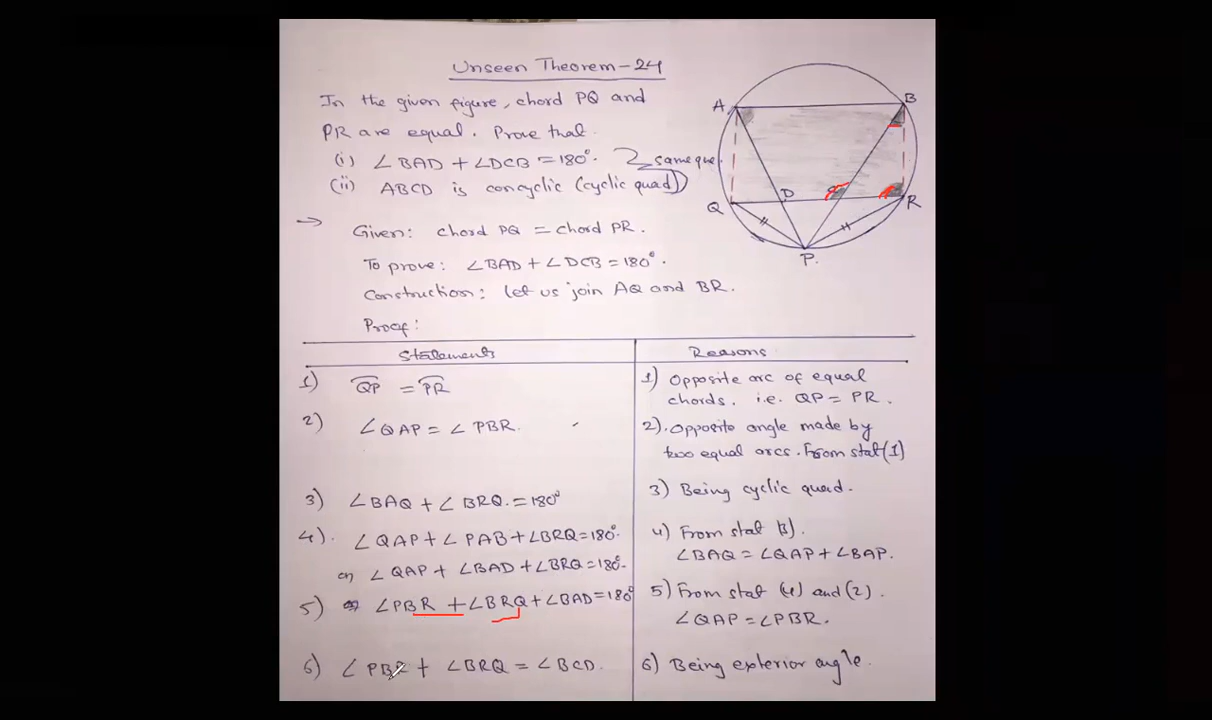 Unseen Theorem-24
In the given figure, chord PQ and
PR are equal. Prove that
(i) ∠BAD + ∠DCB = 180°.
same que.
(ii) ABCD is concyclic (cyclic quad)
A
B
Q
D
C
R
P.
→ Given: chord PQ = chord PR.
To prove: ∠BAD + ∠DCB = 180°.
Construction: let us join AQ and BR.
Proof:
Statements
Reasons
1) QP = PR
1) Opposite arc of equal
chords. i.e. QP = PR.
2) ∠QAP = ∠PBR.
2). Opposite angle made by
two equal arcs. From stat(1)
3) ∠BAQ + ∠BRQ = 180°
3) Being cyclic quad.
4). ∠QAP + ∠PAB + ∠BRQ = 180°.
or ∠QAP + ∠BAD + ∠BRQ = 180°.
4) From stat (3).
∠BAQ = ∠QAP + ∠BAP.
5) ∠PBR + ∠BRQ + ∠BAD = 180°
5) From stat (4) and (2).
∠QAP = ∠PBR.
6) ∠PBR + ∠BRQ = ∠BCD.
6) Being exterior angle.